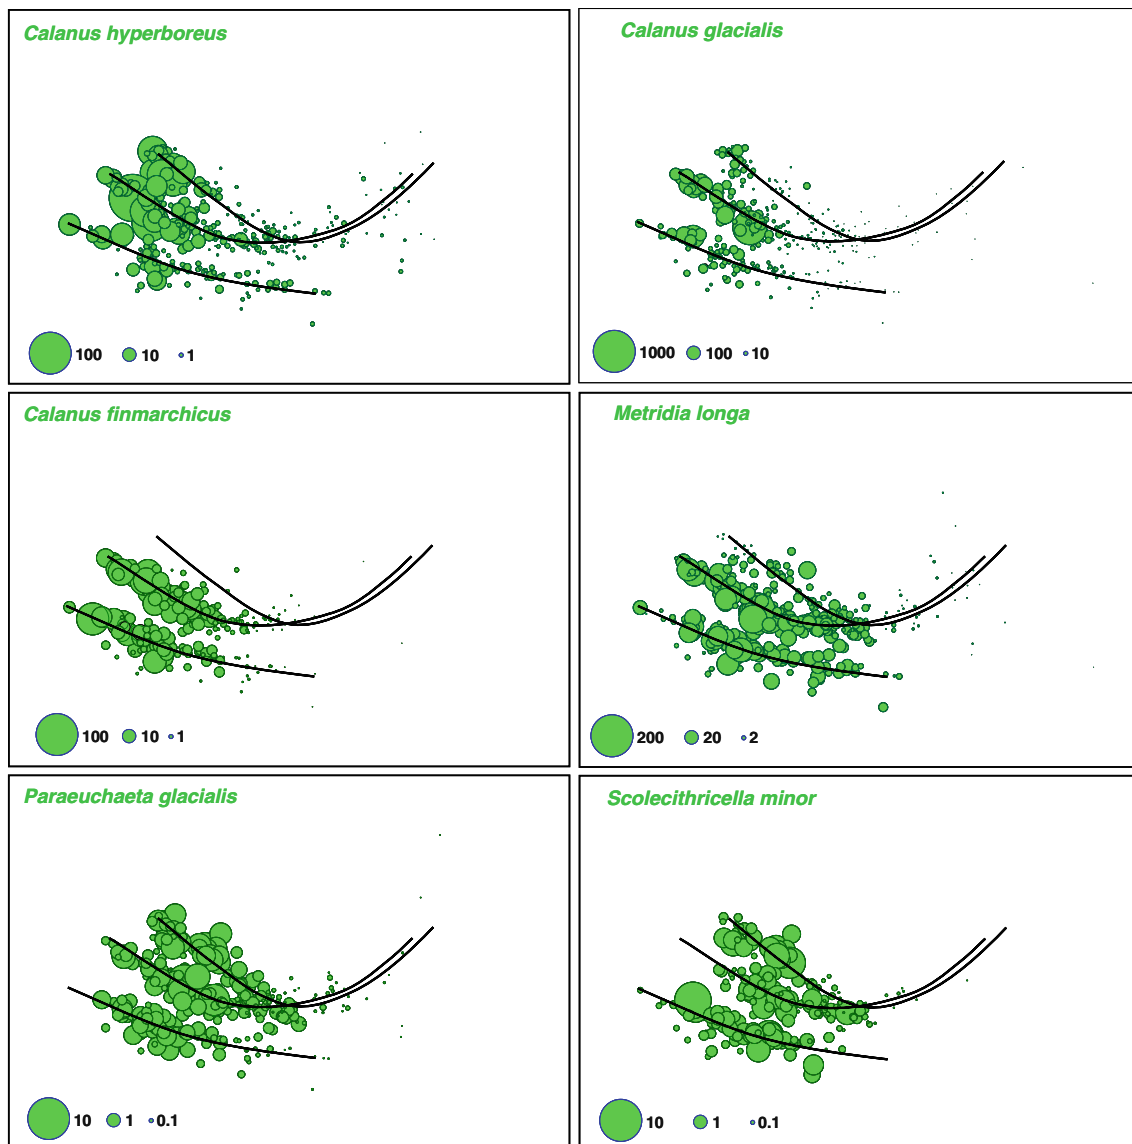 Calanus hyperboreus
100 10 1
Calanus glacialis
1000 100 10
Calanus finmarchicus
100 10 1
Metridia longa
200 20 2
Paraeuchaeta glacialis
10 1 0.1
Scolecithricella minor
10 1 0.1